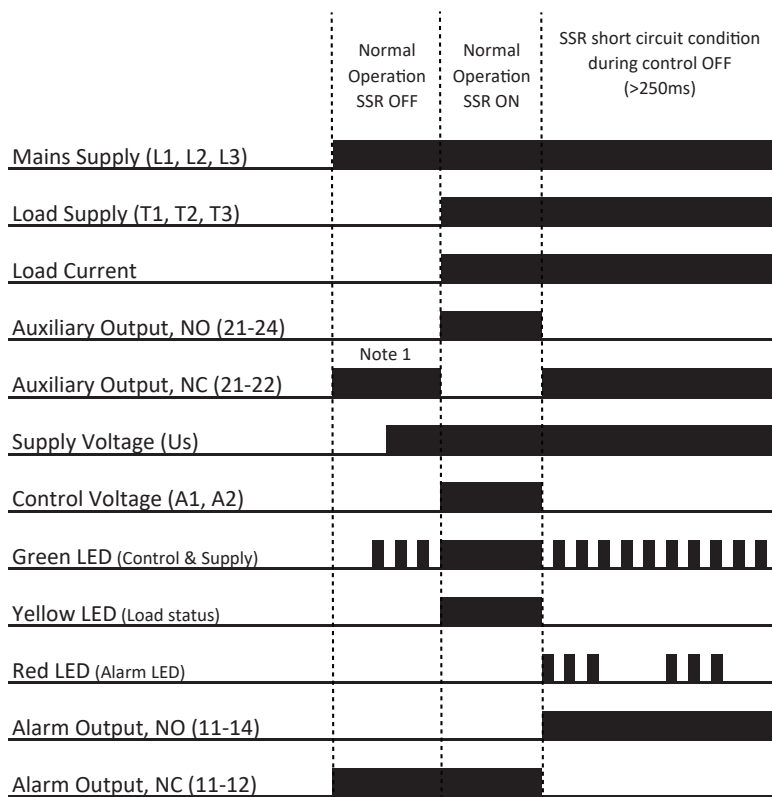 Normal
Operation
SSR OFF
Normal
Operation
SSR ON
SSR short circuit condition
during control OFF
(>250ms)
Mains Supply (L1, L2, L3)
Load Supply (T1, T2, T3)
Load Current
Auxiliary Output, NO (21-24)
Note 1
Auxiliary Output, NC (21-22)
Supply Voltage (Us)
Control Voltage (A1, A2)
Green LED (Control & Supply)
Yellow LED (Load status)
Red LED (Alarm LED)
Alarm Output, NO (11-14)
Alarm Output, NC (11-12)